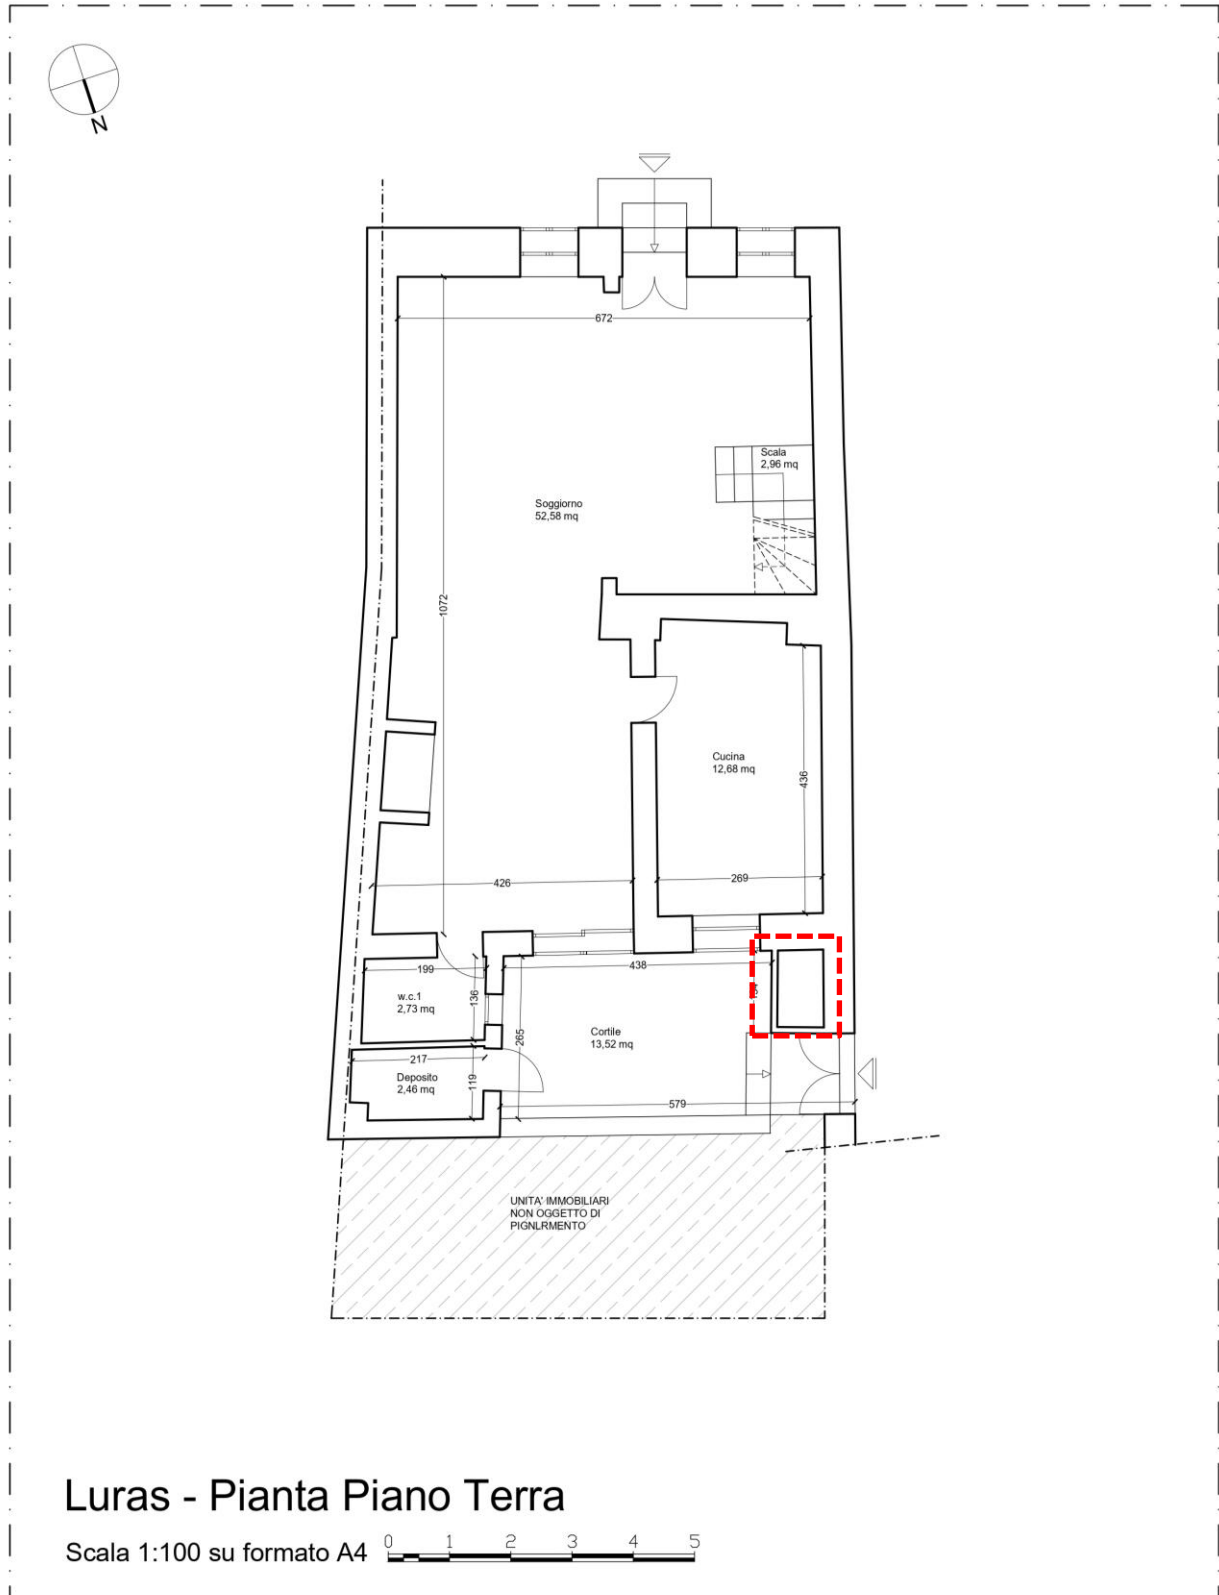 N
672
Scala
2,96 mq
Soggiorno
52,58 mq
1072
Cucina
12,68 mq
436
426
269
199
438
w.c.1
2,73 mq
136
265
Cortile
13,52 mq
217
Deposito
2,46 mq
119
579
UNITA' IMMOBILIARI
NON OGGETTO DI
PIGNLRMENTO
Luras - Pianta Piano Terra
Scala 1:100 su formato A4
0 1 2 3 4 5